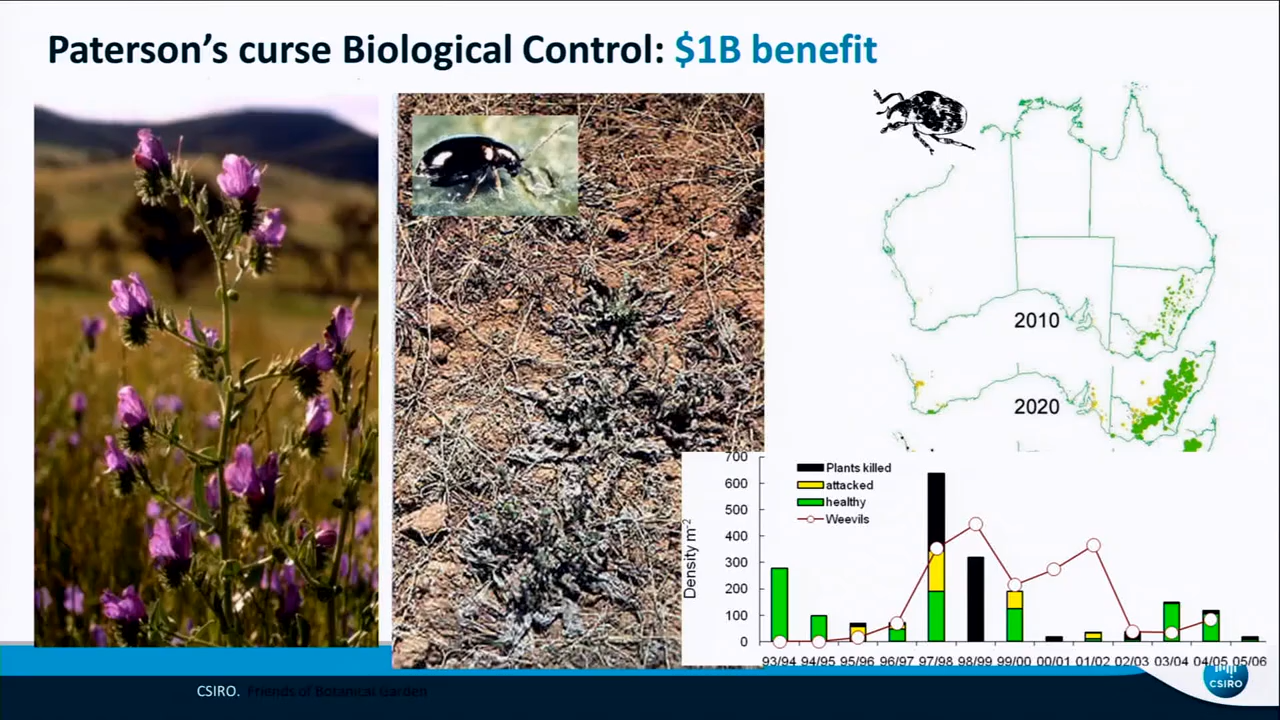 Paterson's curse Biological Control: $1B benefit
2010
2020
700
600
500
400
300
200
100
0
Density m-2
Plants killed
attacked
healthy
Weevils
93/94 94/95 95/96 96/97 97/98 98/99 99/00 00/01 01/02 02/03 03/04 04/05 05/06
CSIRO. Friends of Botanical Garden
CSIRO